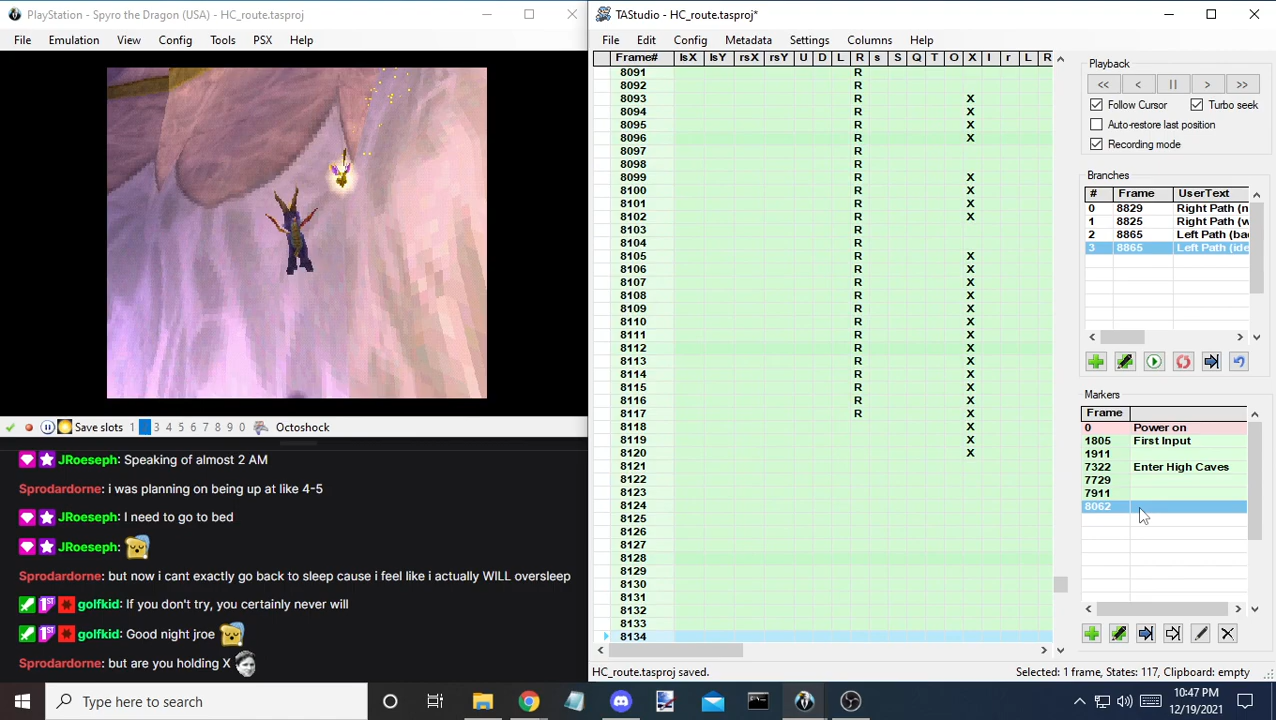 PlayStation - Spyro the Dragon (USA) - HC_route.tasproj
File Emulation View Config Tools PSX Help
Save slots 1 3 4 5 6 7 8 9 0 Octoshock
JRoeseph: Speaking of almost 2 AM
Sprodardorne: i was planning on being up at like 4-5
JRoeseph: I need to go to bed
JRoeseph:
Sprodardorne: but now i cant exactly go back to sleep cause i feel like i actually WILL oversleep
golfkid: If you don't try, you certainly never will
golfkid: Good night jroe
Sprodardorne: but are you holding X
TAStudio - HC_route.tasproj*
File Edit Config Metadata Settings Columns Help
Frame# lsX lsY rsX rsY U D L R s S Q T O X l r L R
8091 R
8092 R
8093 R X
8094 R X
8095 R X
8096 R X
8097 R
8098 R
8099 R X
8100 R X
8101 R X
8102 R X
8103 R
8104 R
8105 R X
8106 R X
8107 R X
8108 R X
8109 R X
8110 R X
8111 R X
8112 R X
8113 R X
8114 R X
8115 R X
8116 R X
8117 R X
8118 X
8119 X
8120 X
8121
8122
8123
8124
8125
8126
8127
8128
8129
8130
8131
8132
8133
8134
HC_route.tasproj saved.
Selected: 1 frame, States: 117, Clipboard: empty
Playback
<< < || > >>
Follow Cursor Turbo seek
Auto-restore last position
Recording mode
Branches
# Frame UserText
0 8829 Right Path (n
1 8825 Right Path (w
2 8865 Left Path (ba
3 8865 Left Path (ide
Markers
Frame
0 Power on
1805 First Input
1911
7322 Enter High Caves
7729
7911
8062
Type here to search
10:47 PM
12/19/2021